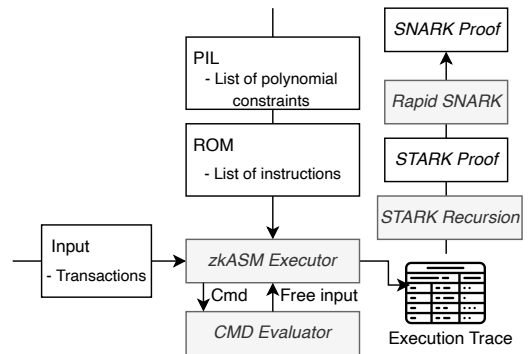 PIL
- List of polynomial
constraints
ROM
- List of instructions
Input
- Transactions
zkASM Executor
Cmd
Free input
CMD Evaluator
SNARK Proof
Rapid SNARK
STARK Proof
STARK Recursion
Execution Trace